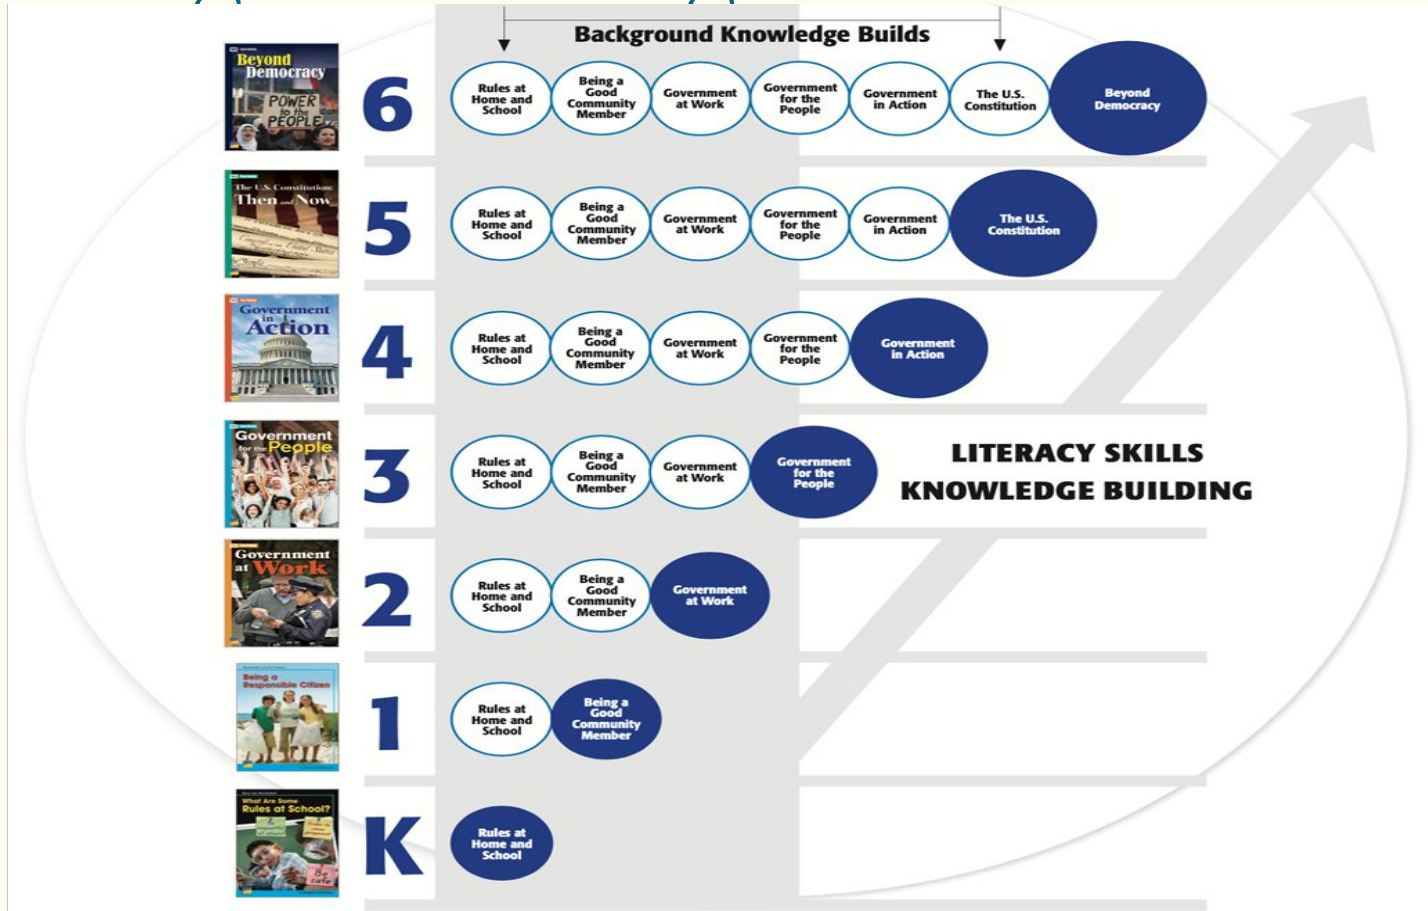 Background Knowledge Builds
Beyond
Democracy
POWER
to the
PEOPLE!
6
Rules at
Home and
School
Being a
Good
Community
Member
Government
at Work
Government
for the
People
Government
in Action
The U.S.
Constitution
Beyond
Democracy
The U.S. Constitution:
Then and Now
5
Rules at
Home and
School
Being a
Good
Community
Member
Government
at Work
Government
for the
People
Government
in Action
The U.S.
Constitution
Government
in
Action
4
Rules at
Home and
School
Being a
Good
Community
Member
Government
at Work
Government
for the
People
Government
in Action
Government
for the People
3
Rules at
Home and
School
Being a
Good
Community
Member
Government
at Work
Government
for the
People
LITERACY SKILLS
KNOWLEDGE BUILDING
Government
at Work
2
Rules at
Home and
School
Being a
Good
Community
Member
Government
at Work
Being a
Responsible Citizen
1
Rules at
Home and
School
Being a
Good
Community
Member
What Are Some
Rules at School?
Be
safe
K
Rules at
Home and
School